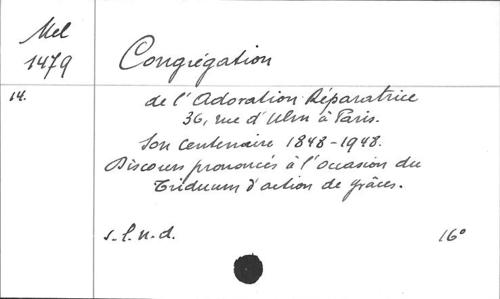 Mel
1479
Congrégation
14.
de l'Adoration Réparatrice
36, rue d'Ulm à Paris.
Son Centenaire 1848-1948.
Discours prononcés à l'occasion du
Triduum d'action de grâces.
s.l.n.d.
16°